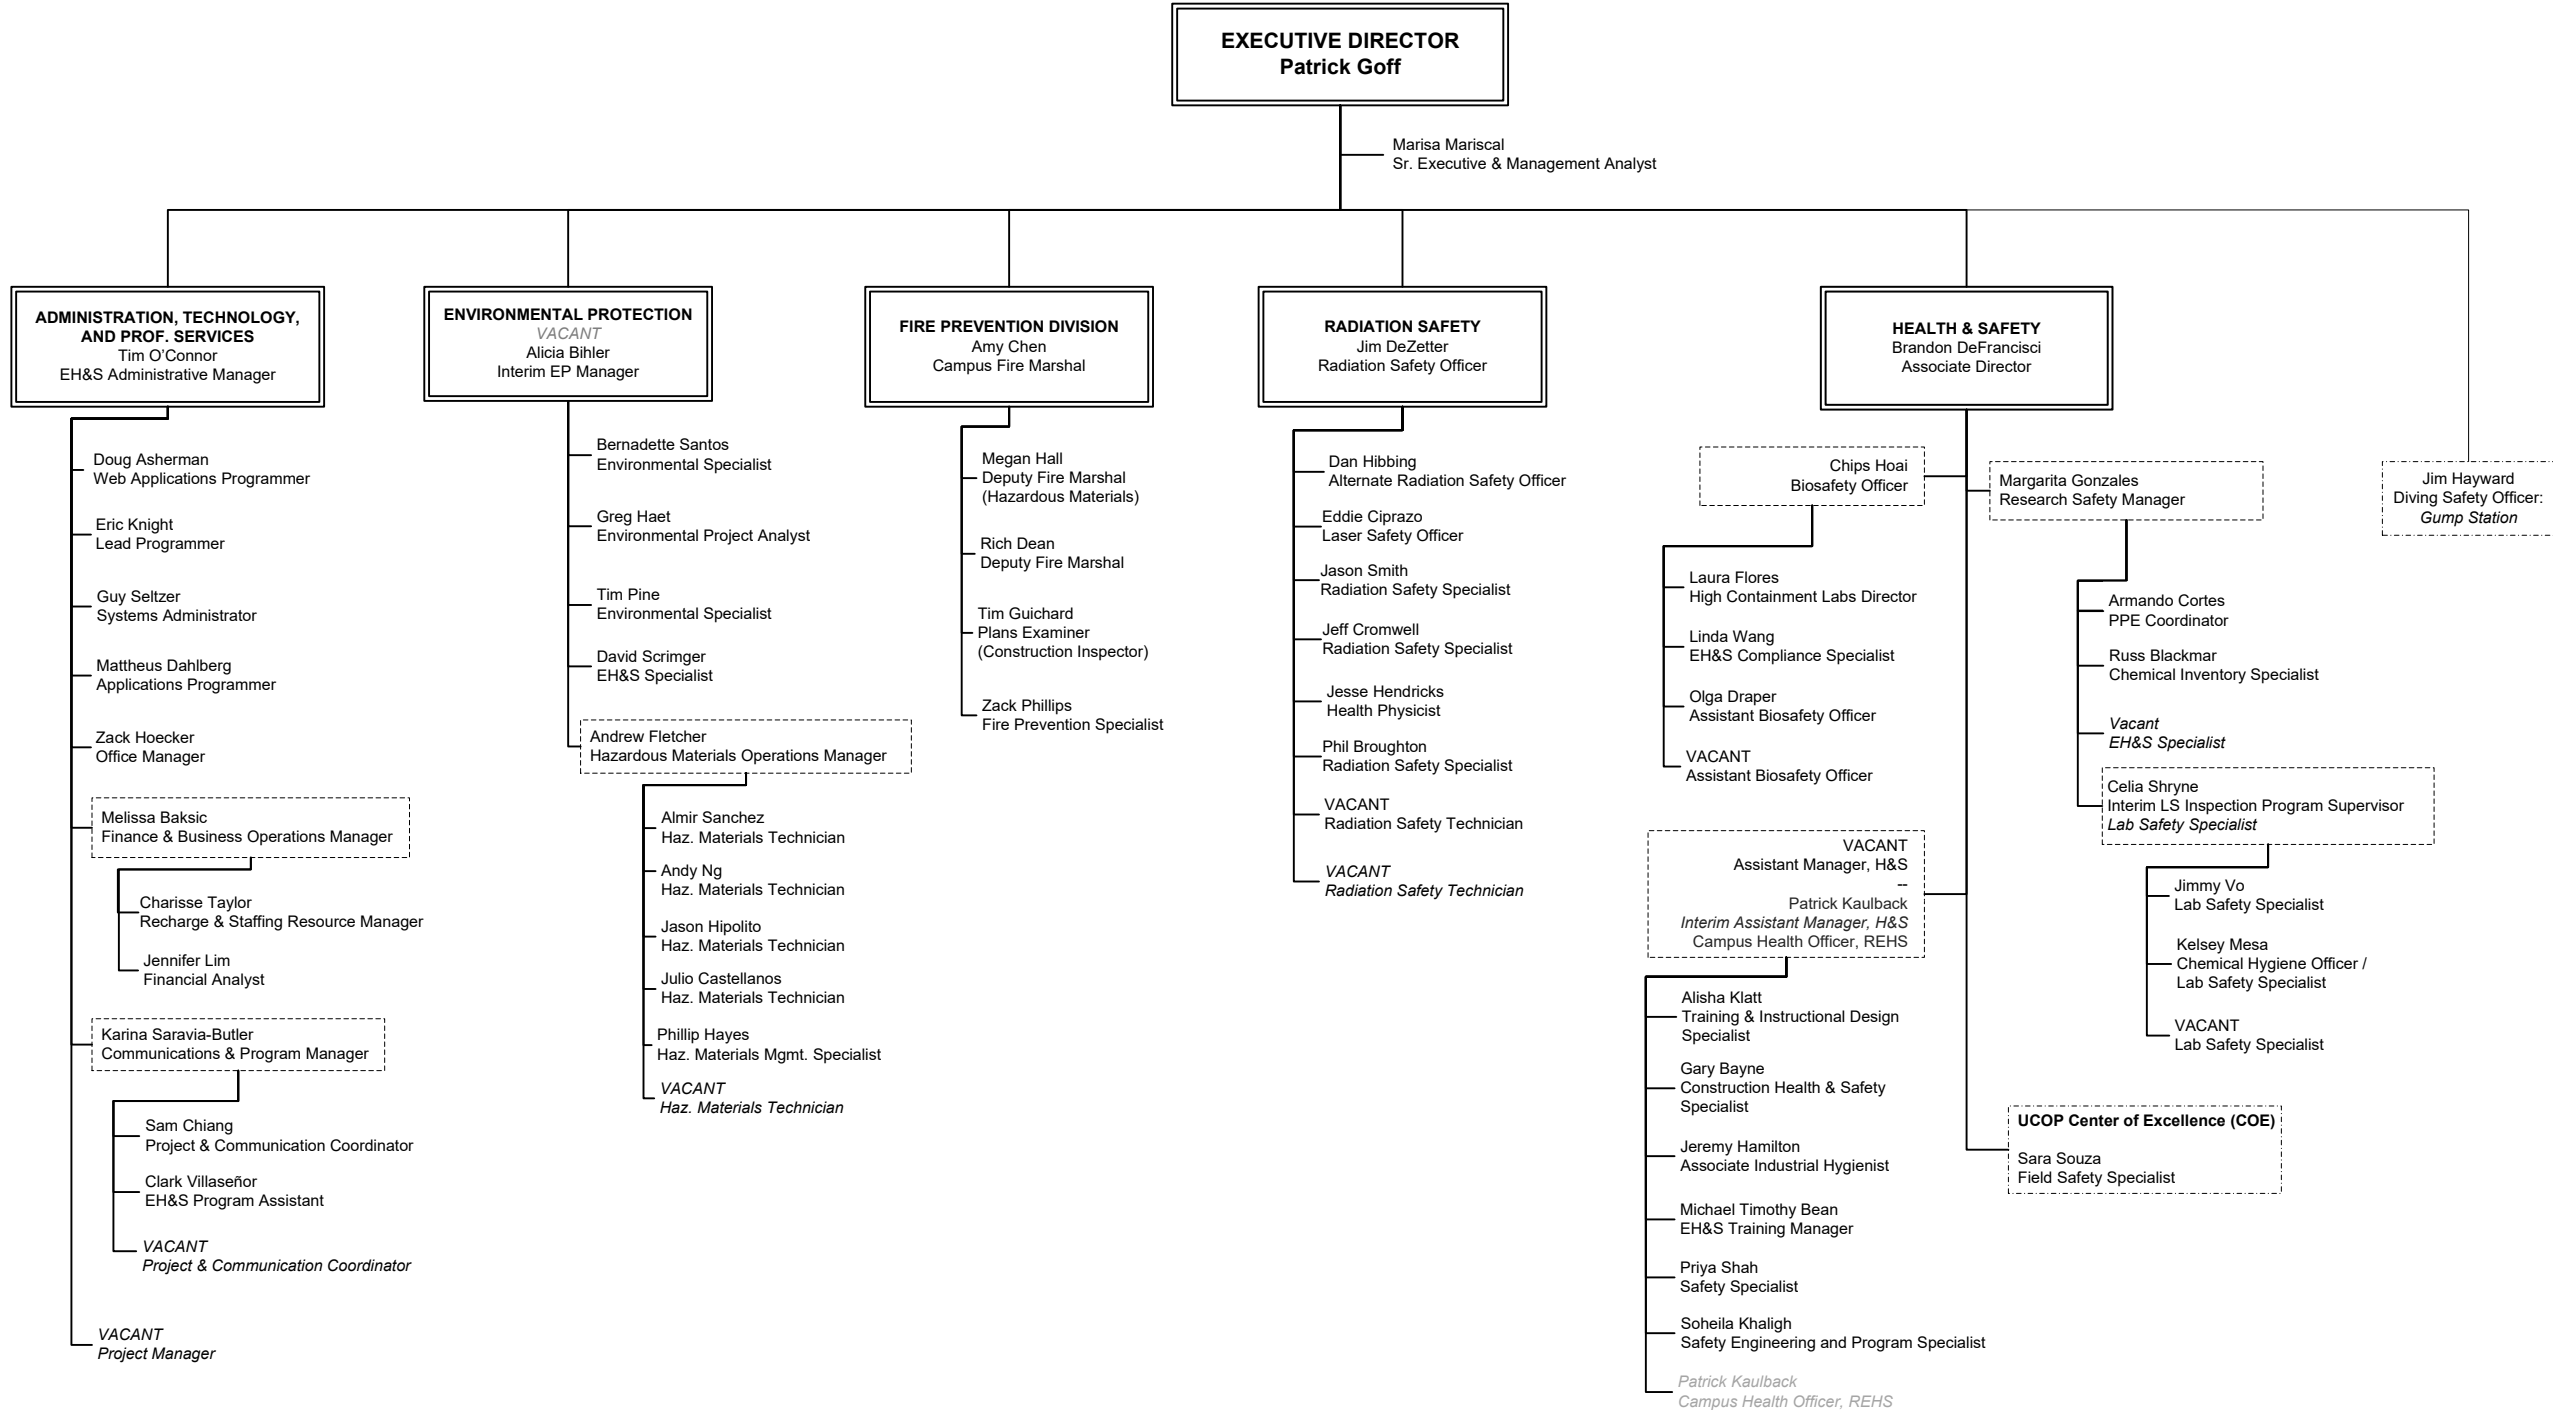 EXECUTIVE DIRECTOR
Patrick Goff
Marisa Mariscal
Sr. Executive & Management Analyst
ADMINISTRATION, TECHNOLOGY,
AND PROF. SERVICES
Tim O’Connor
EH&S Administrative Manager
Doug Asherman
Web Applications Programmer
Eric Knight
Lead Programmer
Guy Seltzer
Systems Administrator
Mattheus Dahlberg
Applications Programmer
Zack Hoecker
Office Manager
Melissa Baksic
Finance & Business Operations Manager
Charisse Taylor
Recharge & Staffing Resource Manager
Jennifer Lim
Financial Analyst
Karina Saravia-Butler
Communications & Program Manager
Sam Chiang
Project & Communication Coordinator
Clark Villaseñor
EH&S Program Assistant
VACANT
Project & Communication Coordinator
VACANT
Project Manager
ENVIRONMENTAL PROTECTION
VACANT
Alicia Bihler
Interim EP Manager
Bernadette Santos
Environmental Specialist
Greg Haet
Environmental Project Analyst
Tim Pine
Environmental Specialist
David Scrimger
EH&S Specialist
Andrew Fletcher
Hazardous Materials Operations Manager
Almir Sanchez
Haz. Materials Technician
Andy Ng
Haz. Materials Technician
Jason Hipolito
Haz. Materials Technician
Julio Castellanos
Haz. Materials Technician
Phillip Hayes
Haz. Materials Mgmt. Specialist
VACANT
Haz. Materials Technician
FIRE PREVENTION DIVISION
Amy Chen
Campus Fire Marshal
Megan Hall
Deputy Fire Marshal
(Hazardous Materials)
Rich Dean
Deputy Fire Marshal
Tim Guichard
Plans Examiner
(Construction Inspector)
Zack Phillips
Fire Prevention Specialist
RADIATION SAFETY
Jim DeZetter
Radiation Safety Officer
Dan Hibbing
Alternate Radiation Safety Officer
Eddie Ciprazo
Laser Safety Officer
Jason Smith
Radiation Safety Specialist
Jeff Cromwell
Radiation Safety Specialist
Jesse Hendricks
Health Physicist
Phil Broughton
Radiation Safety Specialist
VACANT
Radiation Safety Technician
VACANT
Radiation Safety Technician
HEALTH & SAFETY
Brandon DeFrancisci
Associate Director
Chips Hoai
Biosafety Officer
Laura Flores
High Containment Labs Director
Linda Wang
EH&S Compliance Specialist
Olga Draper
Assistant Biosafety Officer
VACANT
Assistant Biosafety Officer
VACANT
Assistant Manager, H&S
--
Patrick Kaulback
Interim Assistant Manager, H&S
Campus Health Officer, REHS
Alisha Klatt
Training & Instructional Design
Specialist
Gary Bayne
Construction Health & Safety
Specialist
Jeremy Hamilton
Associate Industrial Hygienist
Michael Timothy Bean
EH&S Training Manager
Priya Shah
Safety Specialist
Soheila Khaligh
Safety Engineering and Program Specialist
Patrick Kaulback
Campus Health Officer, REHS
Margarita Gonzales
Research Safety Manager
Armando Cortes
PPE Coordinator
Russ Blackmar
Chemical Inventory Specialist
Vacant
EH&S Specialist
Celia Shryne
Interim LS Inspection Program Supervisor
Lab Safety Specialist
Jimmy Vo
Lab Safety Specialist
Kelsey Mesa
Chemical Hygiene Officer /
Lab Safety Specialist
VACANT
Lab Safety Specialist
UCOP Center of Excellence (COE)
Sara Souza
Field Safety Specialist
Jim Hayward
Diving Safety Officer:
Gump Station